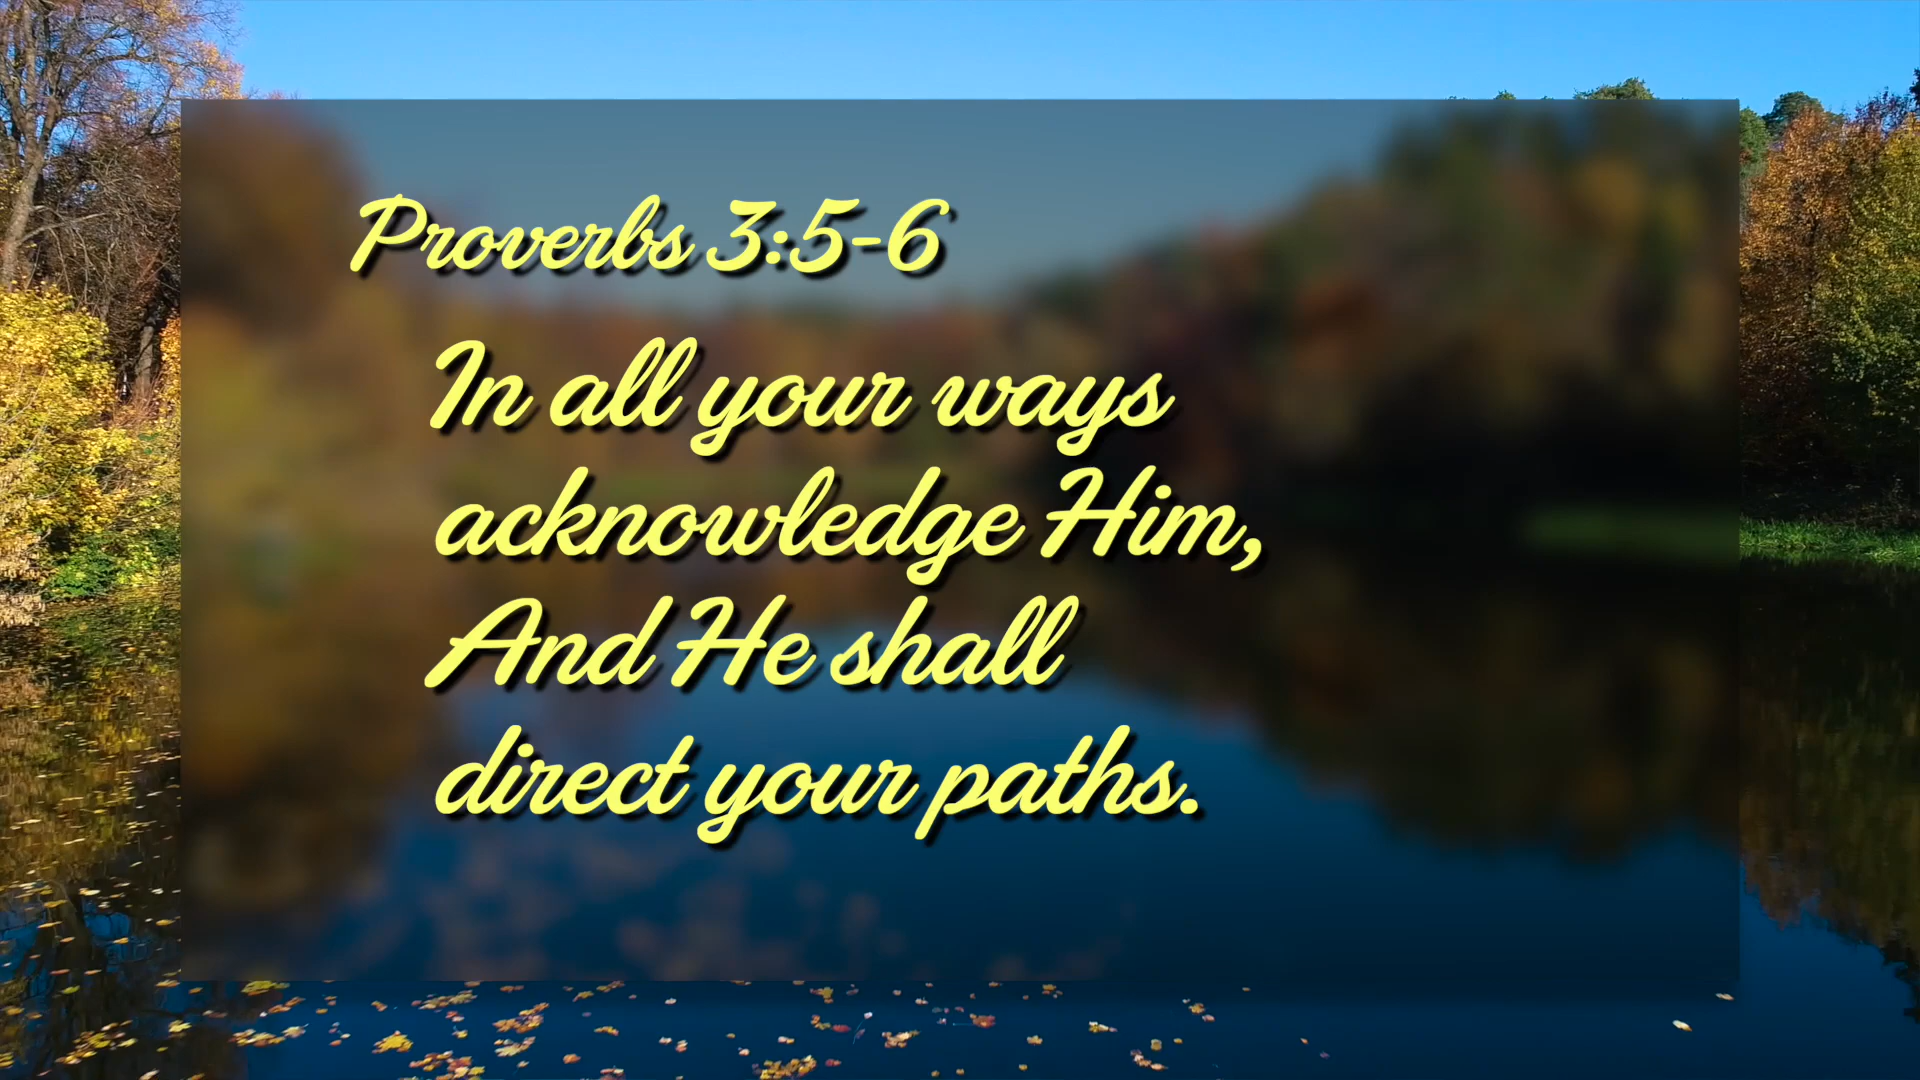 Proverbs 3:5-6
In all your ways
acknowledge Him,
And He shall
direct your paths.